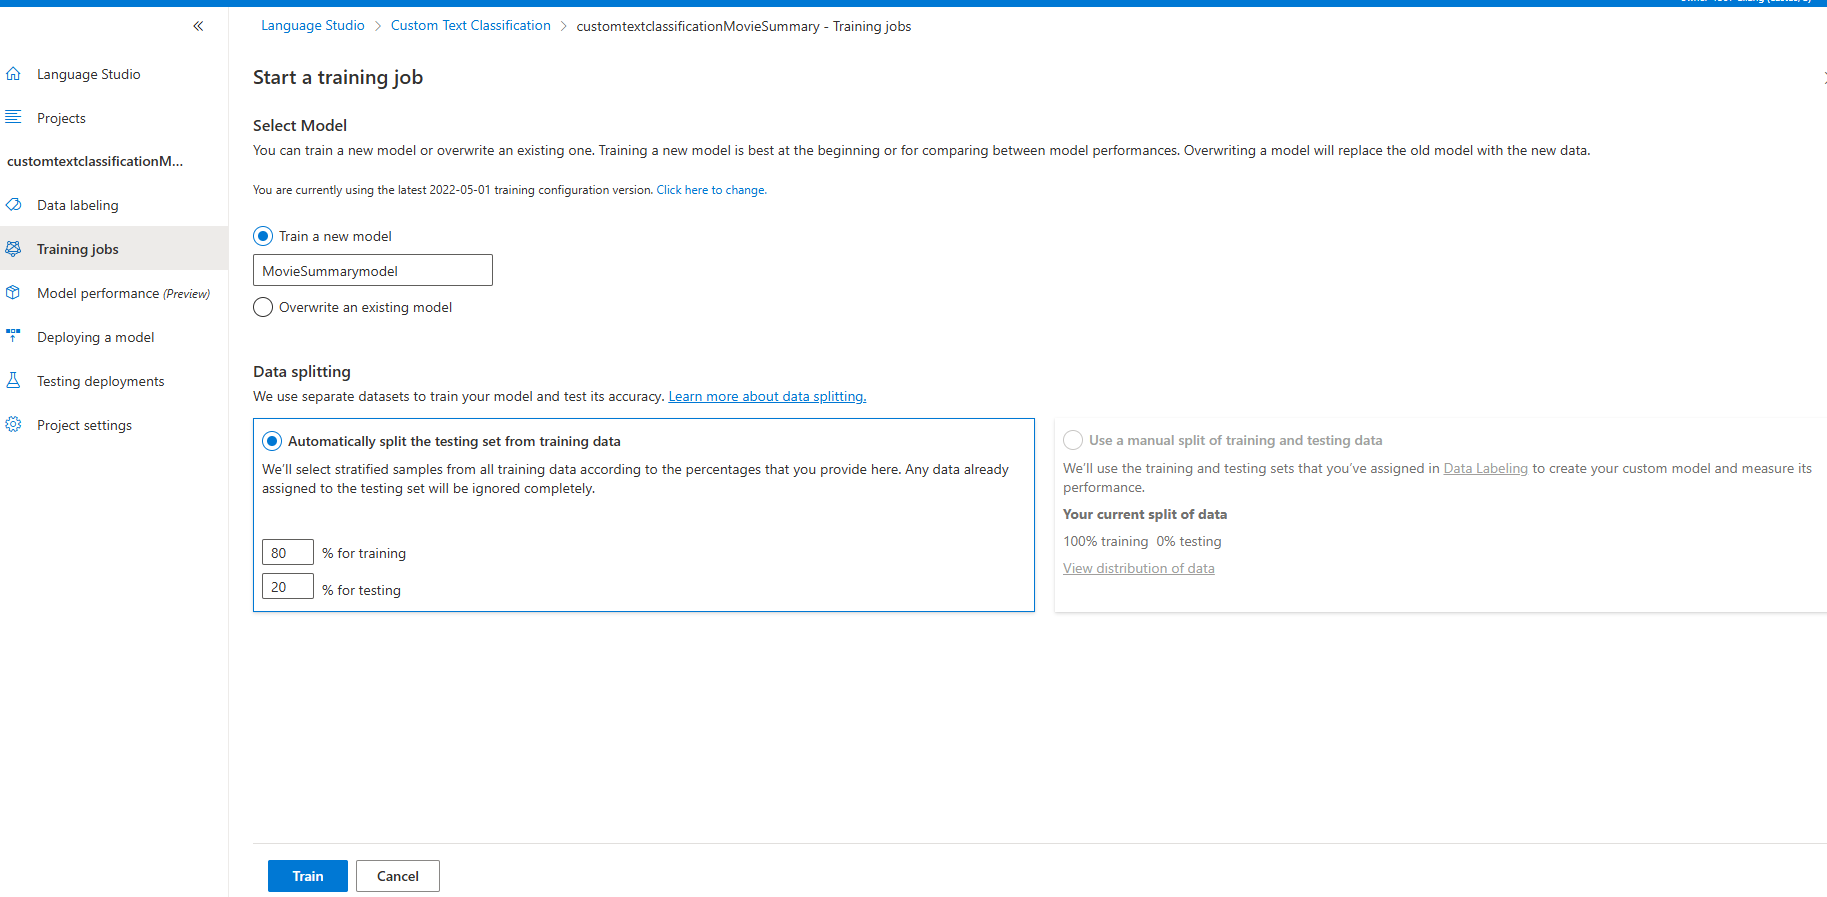 Language Studio > Custom Text Classification > customtextclassificationMovieSummary - Training jobs
Language Studio
Projects
customtextclassificationM...
Data labeling
Training jobs
Model performance (Preview)
Deploying a model
Testing deployments
Project settings
Start a training job
Select Model
You can train a new model or overwrite an existing one. Training a new model is best at the beginning or for comparing between model performances. Overwriting a model will replace the old model with the new data.
You are currently using the latest 2022-05-01 training configuration version. Click here to change.
Train a new model
MovieSummarymodel
Overwrite an existing model
Data splitting
We use separate datasets to train your model and test its accuracy. Learn more about data splitting.
Automatically split the testing set from training data
We'll select stratified samples from all training data according to the percentages that you provide here. Any data already
assigned to the testing set will be ignored completely.
80 % for training
20 % for testing
Use a manual split of training and testing data
We'll use the training and testing sets that you've assigned in Data Labeling to create your custom model and measure its
performance.
Your current split of data
100% training 0% testing
View distribution of data
Train
Cancel